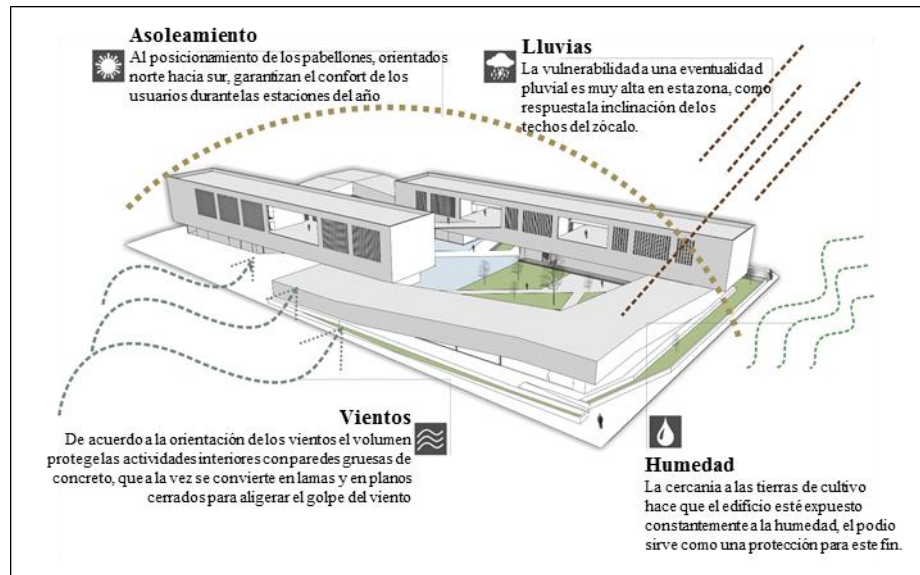 Asoleamiento
Al posicionamiento de los pabellones, orientados
norte hacia sur, garantizan el confort de los
usuarios durante las estaciones del año
Lluvias
La vulnerabilidad a una eventualidad
pluvial es muy alta en esta zona, como
respuesta la inclinación de los
techos del zócalo.
Vientos
De acuerdo a la orientación de los vientos el volumen
protege las actividades interiores con paredes gruesas de
concreto, que a la vez se convierte en lamas y en planos
cerrados para aligerar el golpe del viento
Humedad
La cercania a las tierras de cultivo
hace que el edificio esté expuesto
constantemente a la humedad, el podio
sirve como una protección para este fín.